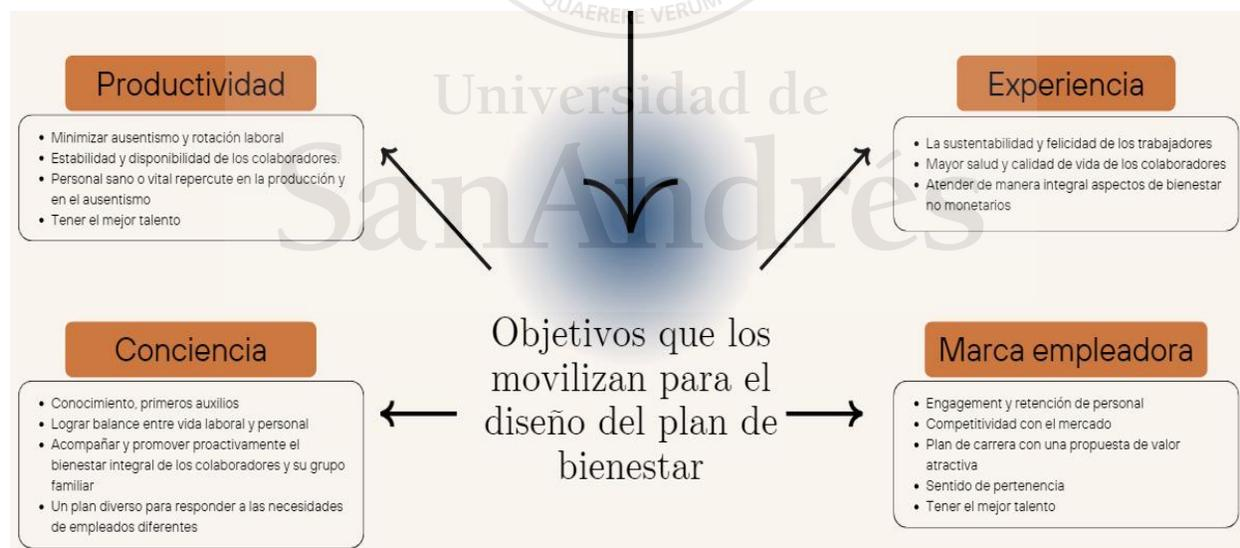 QUAERERE VERUM
Universidad de
SanAndrés
Productividad
• Minimizar ausentismo y rotación laboral
• Estabilidad y disponibilidad de los colaboradores.
• Personal sano o vital repercute en la producción y
en el ausentismo
• Tener el mejor talento
Experiencia
• La sustentabilidad y felicidad de los trabajadores
• Mayor salud y calidad de vida de los colaboradores
• Atender de manera integral aspectos de bienestar
no monetarios
Objetivos que los
movilizan para el
diseño del plan de
bienestar
Conciencia
• Conocimiento, primeros auxilios
• Lograr balance entre vida laboral y personal
• Acompañar y promover proactivamente el
bienestar integral de los colaboradores y su grupo
familiar
• Un plan diverso para responder a las necesidades
de empleados diferentes
Marca empleadora
• Engagement y retención de personal
• Competitividad con el mercado
• Plan de carrera con una propuesta de valor
atractiva
• Sentido de pertenencia
• Tener el mejor talento